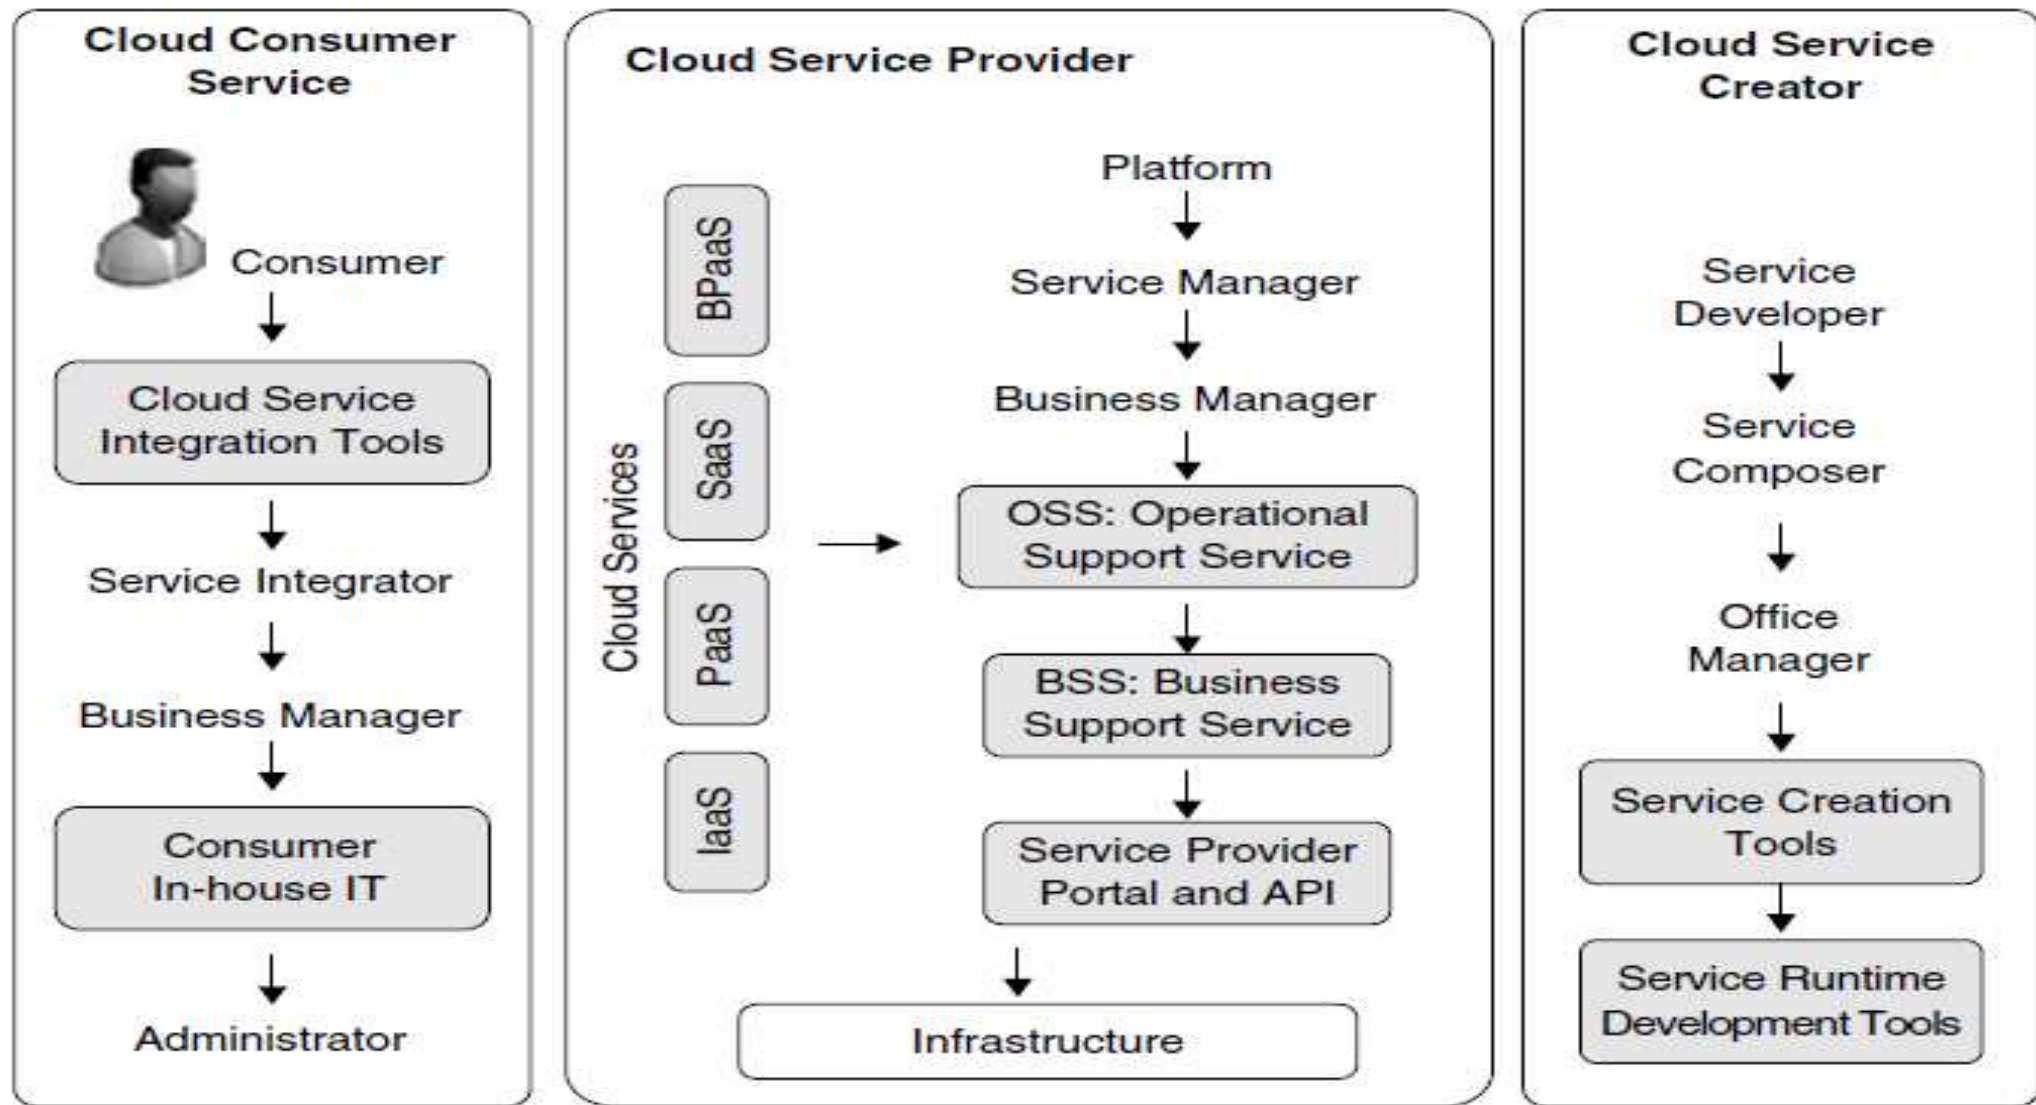 Cloud Consumer
Service
Consumer
Cloud Service
Integration Tools
Service Integrator
Business Manager
Consumer
In-house IT
Administrator
Cloud Service Provider
Cloud Services
BPaaS
SaaS
PaaS
IaaS
Platform
Service Manager
Business Manager
OSS: Operational
Support Service
BSS: Business
Support Service
Service Provider
Portal and API
Infrastructure
Cloud Service
Creator
Service
Developer
Service
Composer
Office
Manager
Service Creation
Tools
Service Runtime
Development Tools